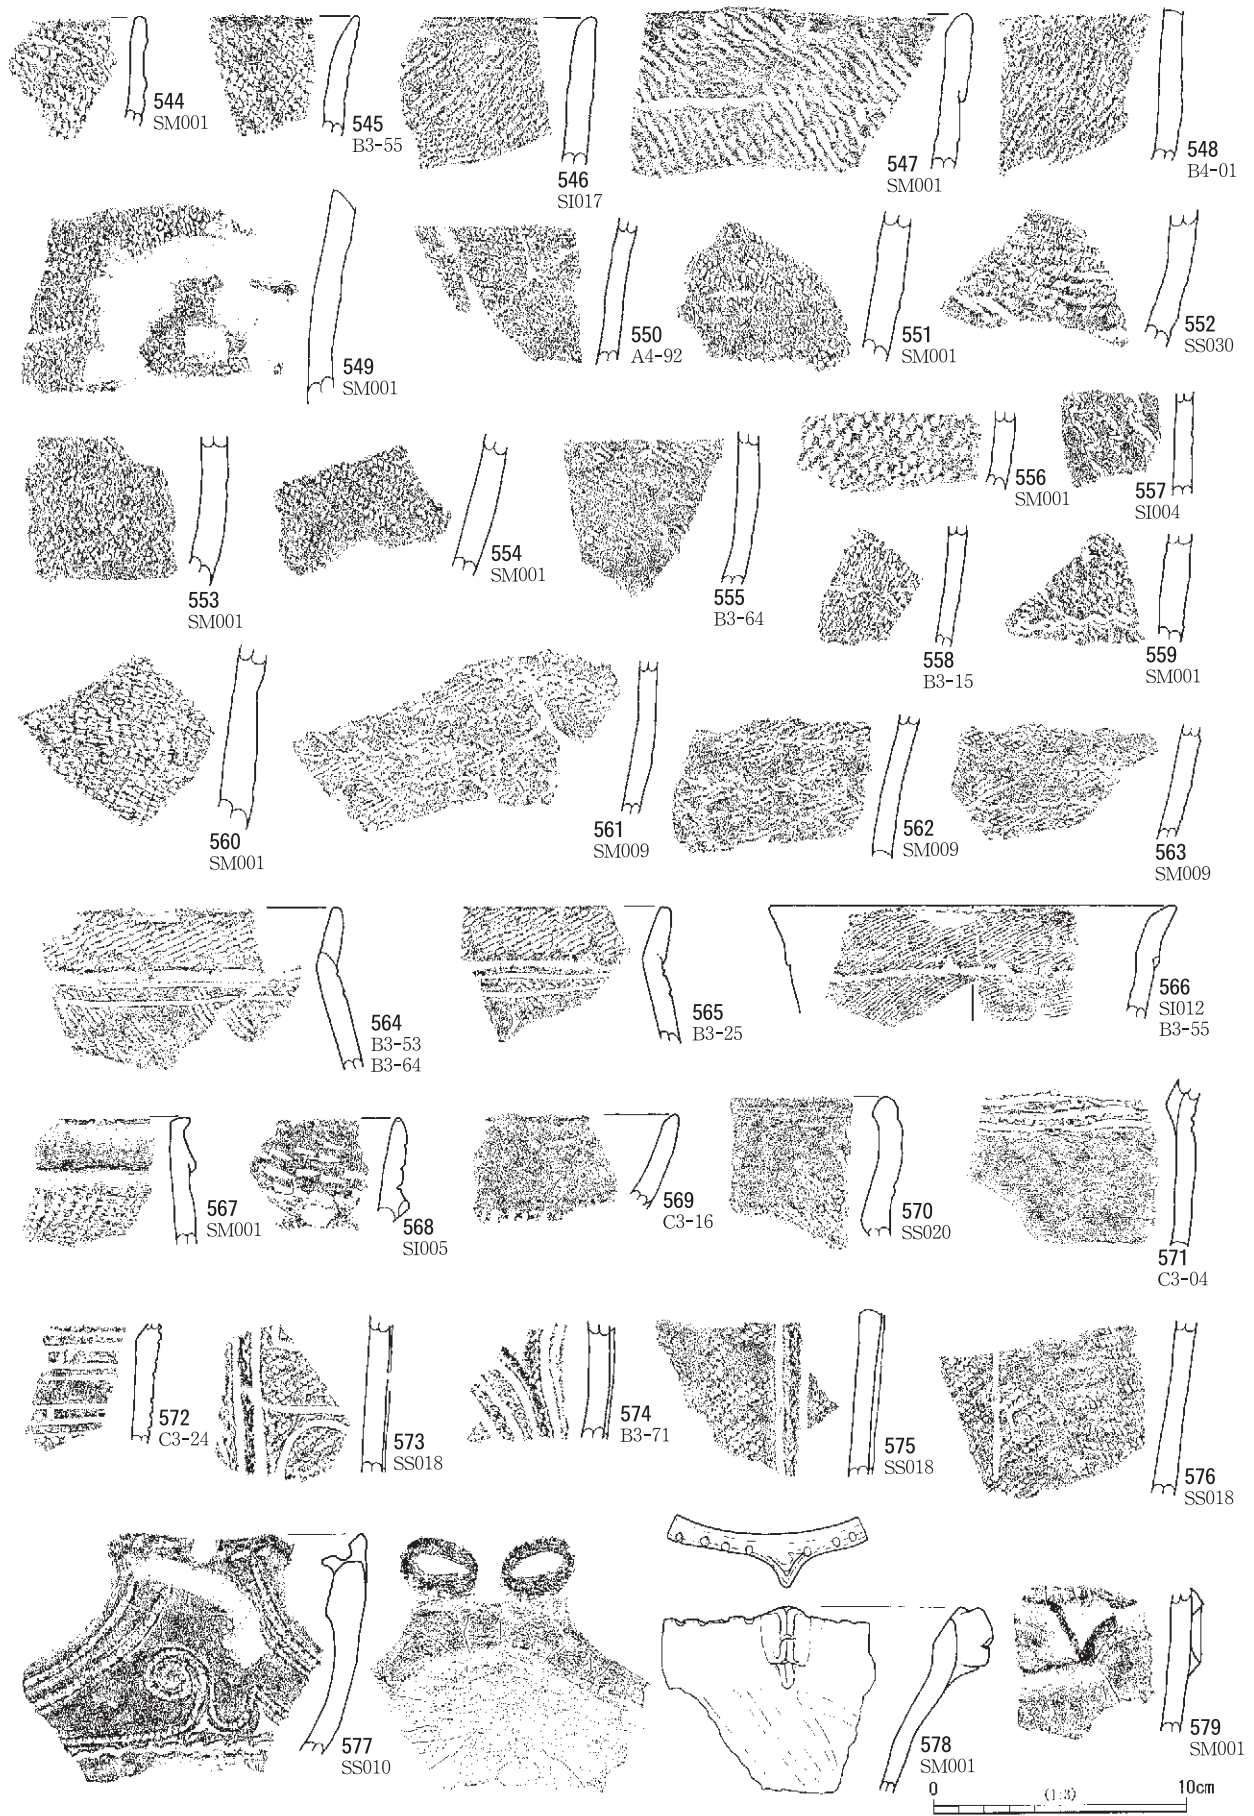 544
SM001
545
B3-55
546
SI017
547
SM001
548
B4-01
549
SM001
550
A4-92
551
SM001
552
SS030
553
SM001
554
SM001
555
B3-64
556
SM001
557
SI004
558
B3-15
559
SM001
560
SM001
561
SM009
562
SM009
563
SM009
564
B3-53
B3-64
565
B3-25
566
SI012
B3-55
567
SM001
568
SI005
569
C3-16
570
SS020
571
C3-04
572
C3-24
573
SS018
574
B3-71
575
SS018
576
SS018
577
SS010
578
SM001
579
SM001
0 (1:3) 10cm